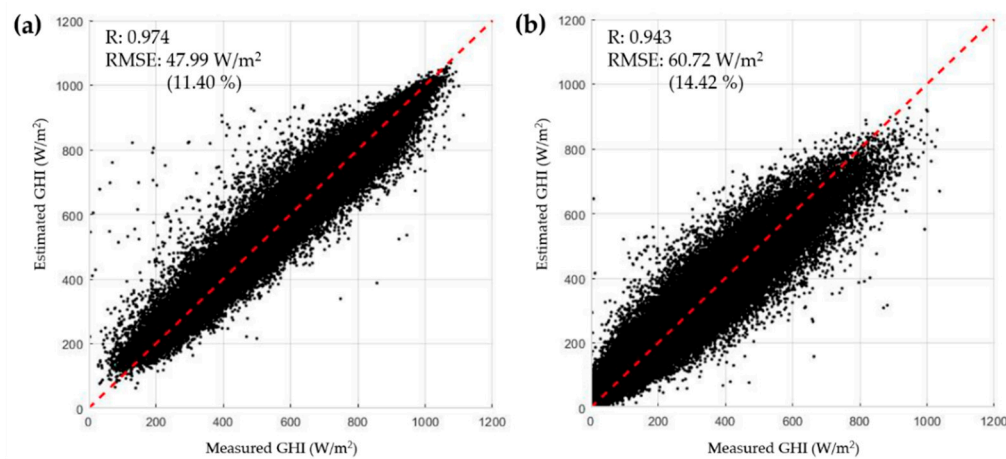 (a)
R: 0.974
RMSE: 47.99 W/m²
(11.40 %)
1200
1000
800
600
400
200
0
Estimated GHI (W/m²)
0 200 400 600 800 1000 1200
Measured GHI (W/m²)
(b)
R: 0.943
RMSE: 60.72 W/m²
(14.42 %)
1200
1000
800
600
400
200
0
Estimated GHI (W/m²)
0 200 400 600 800 1000 1200
Measured GHI (W/m²)